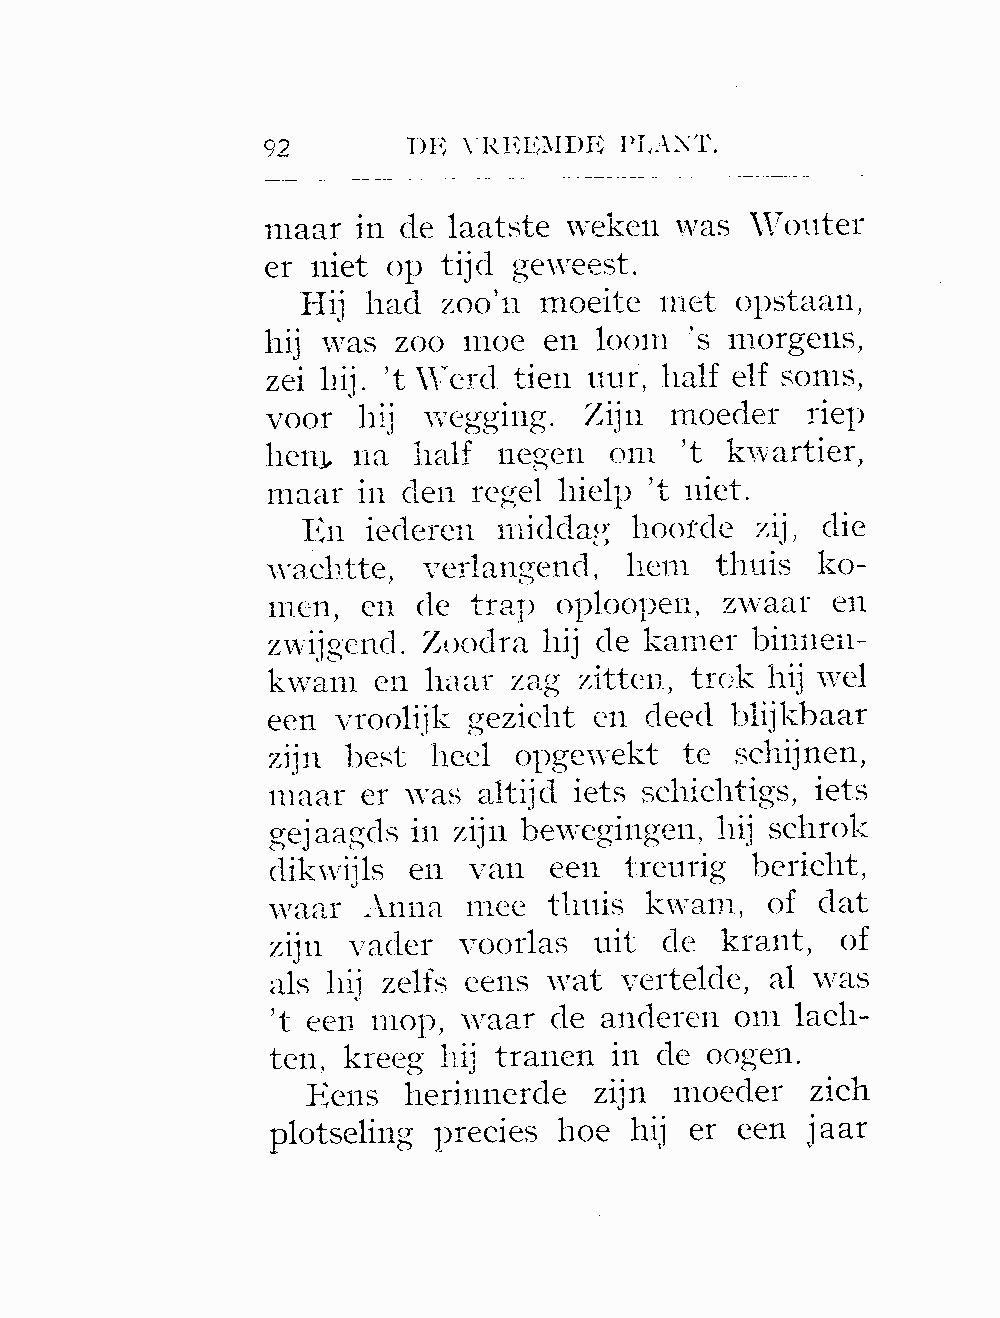 92 DE VREEMDE PLANT.
maar in de laatste weken was Wouter
er niet op tijd geweest.
Hij had zoo'n moeite met opstaan,
hij was zoo moe en loom 's morgens,
zei hij. 't Werd tien uur, half elf soms,
voor hij wegging. Zijn moeder riep
hem, na half negen om 't kwartier,
maar in den regel hielp 't niet.
En iederen middag hoorde zij, die
wachtte, verlangend, hem thuis ko-
men, en de trap oploopen, zwaar en
zwijgend. Zoodra hij de kamer binnen-
kwam en haar zag zitten, trok hij wel
een vroolijk gezicht en deed blijkbaar
zijn best heel opgewekt te schijnen,
maar er was altijd iets schichtigs, iets
gejaagds in zijn bewegingen, hij schrok
dikwijls en van een treurig bericht,
waar Anna mee thuis kwam, of dat
zijn vader voorlas uit de krant, of
als hij zelfs eens wat vertelde, al was
't een mop, waar de anderen om lach-
ten, kreeg hij tranen in de oogen.
Eens herinnerde zijn moeder zich
plotseling precies hoe hij er een jaar